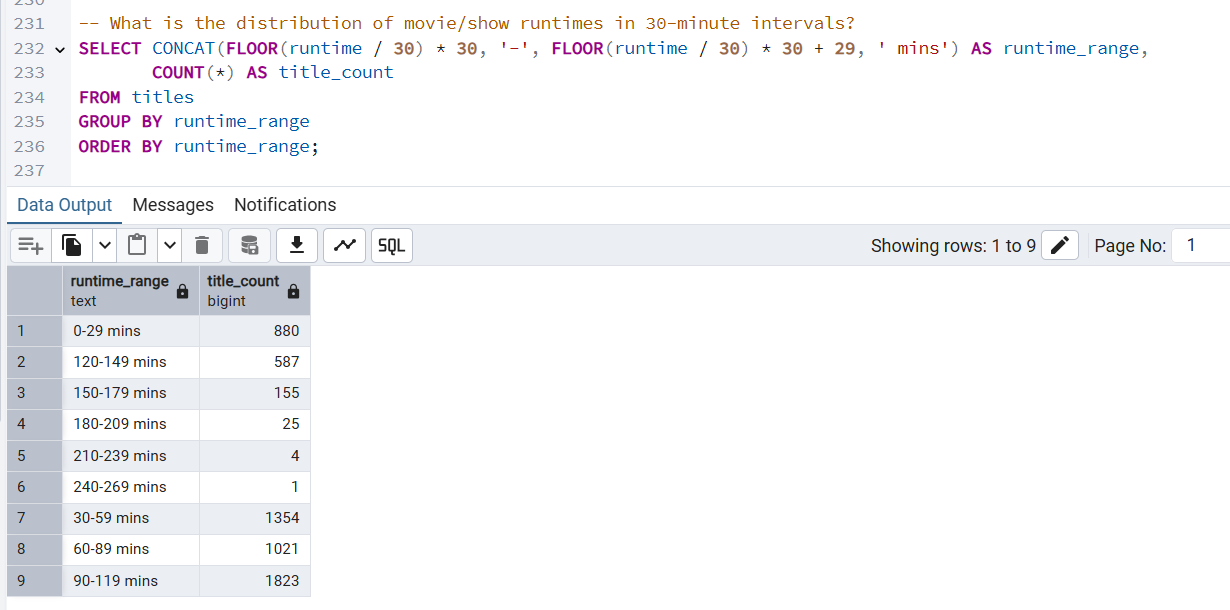 230
231 -- What is the distribution of movie/show runtimes in 30-minute intervals?
232 SELECT CONCAT(FLOOR(runtime / 30) * 30, '-', FLOOR(runtime / 30) * 30 + 29, ' mins') AS runtime_range,
233 COUNT(*) AS title_count
234 FROM titles
235 GROUP BY runtime_range
236 ORDER BY runtime_range;
237
Data Output Messages Notifications
SQL Showing rows: 1 to 9 Page No: 1
runtime_range title_count
text bigint
1 0-29 mins 880
2 120-149 mins 587
3 150-179 mins 155
4 180-209 mins 25
5 210-239 mins 4
6 240-269 mins 1
7 30-59 mins 1354
8 60-89 mins 1021
9 90-119 mins 1823